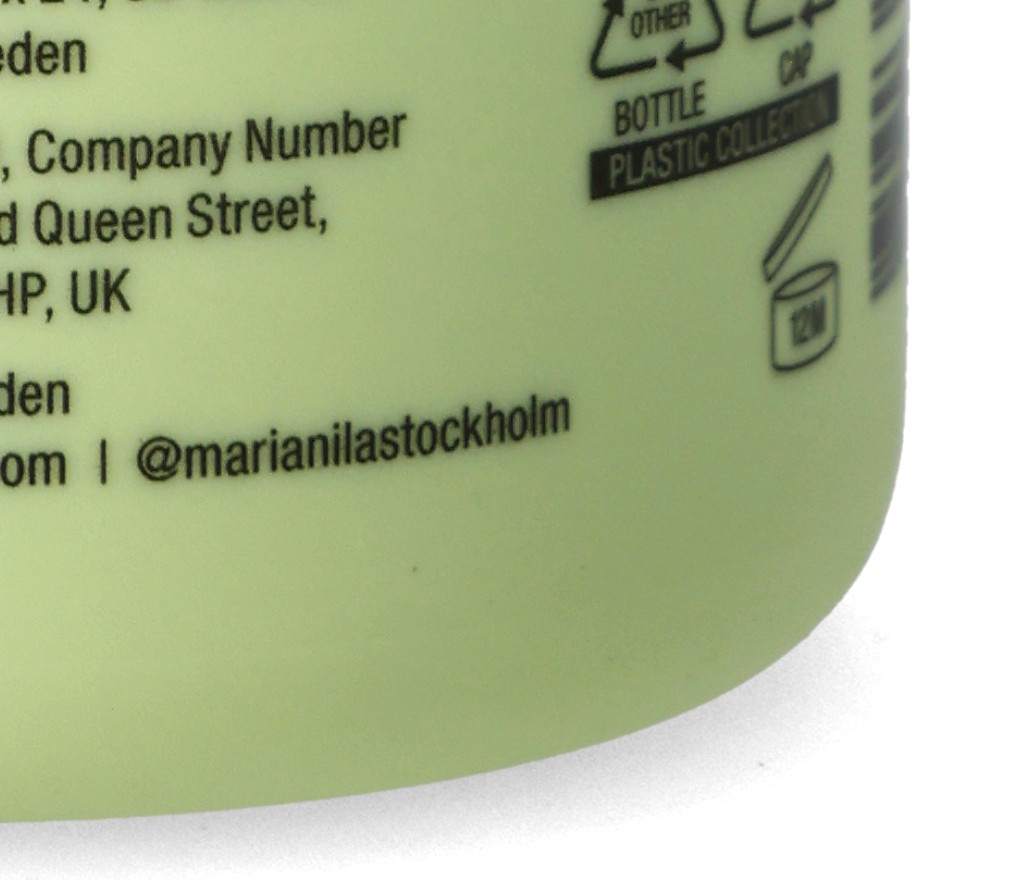 eden
, Company Number
d Queen Street,
HP, UK
den
om | @marianilastockholm
OTHER
BOTTLE
CAP
PLASTIC COLLECTION
12M